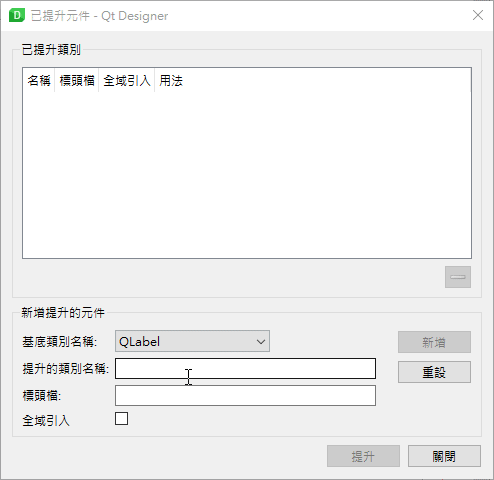 已提升元件 - Qt Designer
已提升類別
名稱 標頭檔 全域引入 用法
新增提升的元件
基底類別名稱: QLabel 新增
提升的類別名稱: 重設
標頭檔:
全域引入
提升 關閉